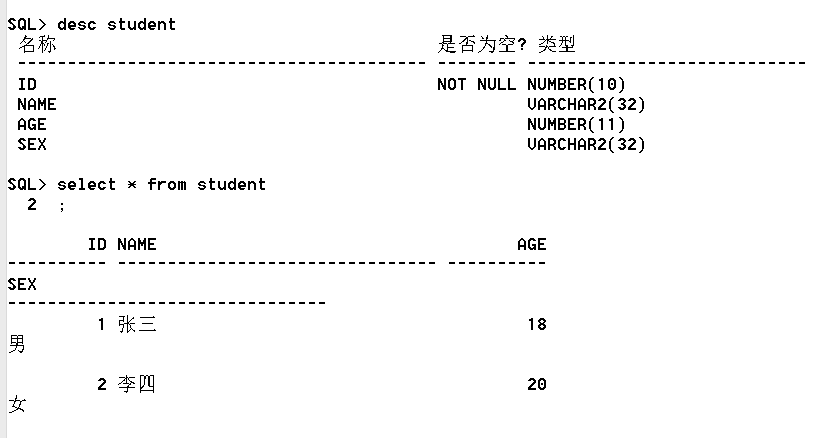 SQL> desc student
名称 是否为空? 类型
----------------------------------------- -------- ----------------------------
ID NOT NULL NUMBER(10)
NAME VARCHAR2(32)
AGE NUMBER(11)
SEX VARCHAR2(32)
SQL> select * from student
2 ;
ID NAME AGE
---------- -------------------------------- ----------
SEX
--------------------------------
1 张三 18
男
2 李四 20
女